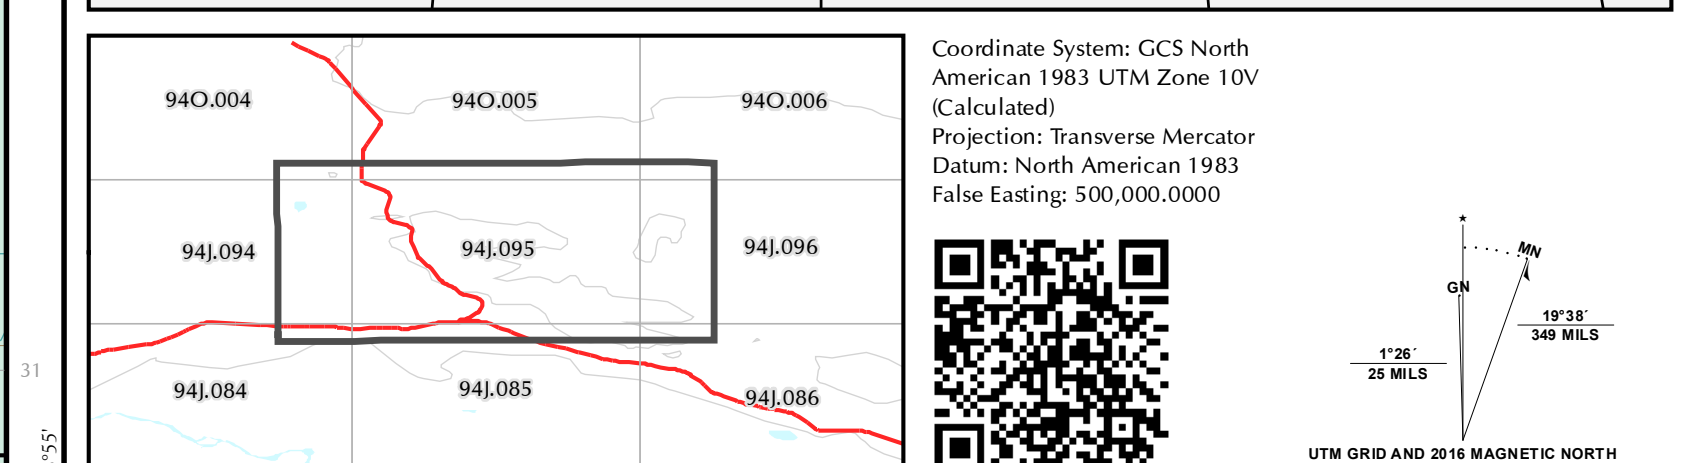 94O.004
94O.005
94O.006
94J.094
94J.095
94J.096
94J.084
94J.085
94J.086
31
°55'
Coordinate System: GCS North
American 1983 UTM Zone 10V
(Calculated)
Projection: Transverse Mercator
Datum: North American 1983
False Easting: 500,000.0000
MN
GN
19°38´
349 MILS
1°26´
25 MILS
UTM GRID AND 2016 MAGNETIC NORTH